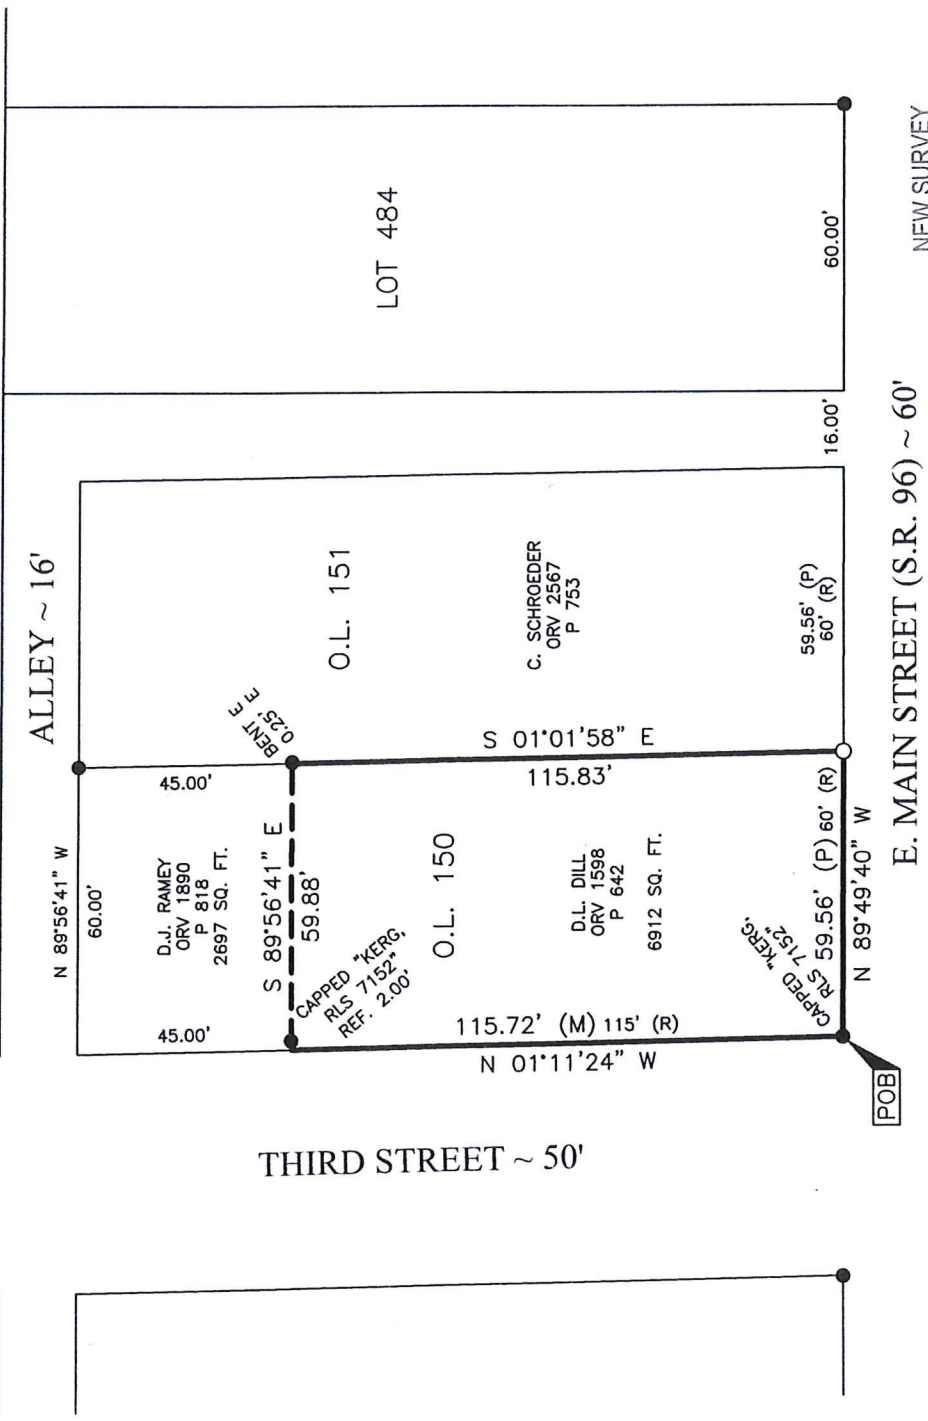 ALLEY ~ 16'
N 89°56'41" W
60.00'
45.00'
45.00'
D.J. RAMEY
ORV 1890
P 818
2697 SQ. FT.
BENT E
0.25' E
S 89°56'41" E
59.88'
CAPPED "KERG,
RLS 7152"
REF. 2.00'
O.L. 150
D.L. DILL
ORV 1598
P 642
6912 SQ. FT.
S 01°01'58" E
115.83'
115.72' (M) 115' (R)
N 01°11'24" W
CAPPED "KERG,
RLS 7152"
59.56' (P) 60' (R)
N 89°49'40" W
POB
O.L. 151
C. SCHROEDER
ORV 2567
P 753
59.56' (P)
60' (R)
16.00'
LOT 484
60.00'
THIRD STREET ~ 50'
E. MAIN STREET (S.R. 96) ~ 60'
NEW SURVEY